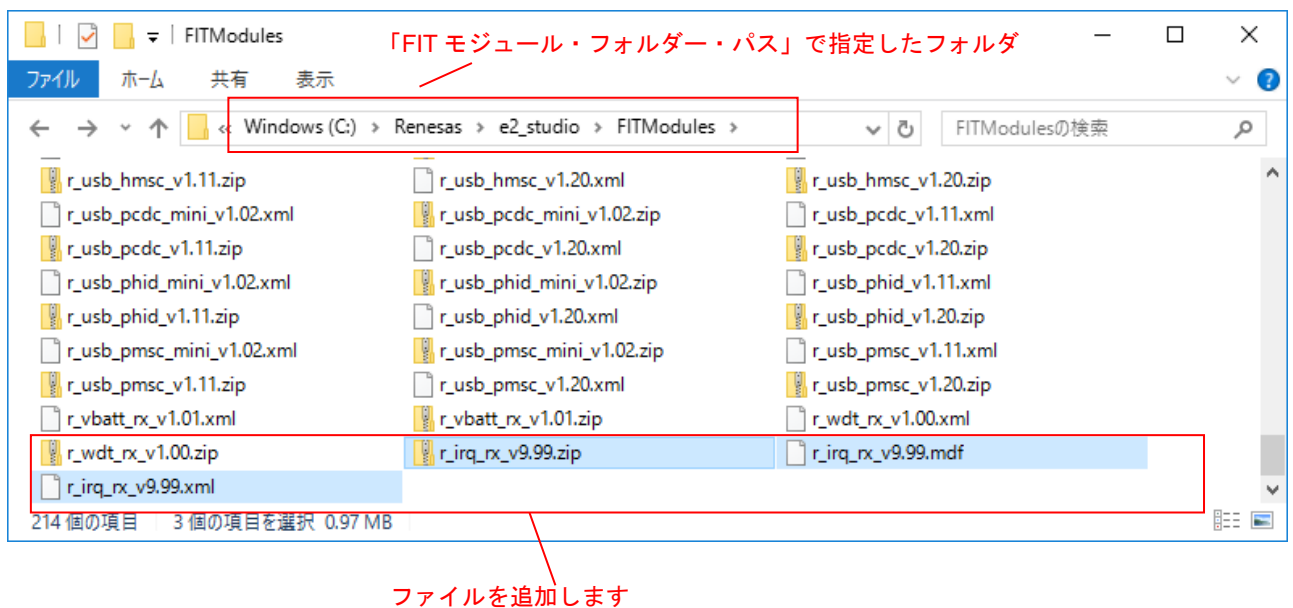 FITModules
「FIT モジュール・フォルダー・パス」で指定したフォルダ
ファイル ホーム 共有 表示
« Windows (C:) > Renesas > e2_studio > FITModules > FITModulesの検索
r_usb_hmsc_v1.11.zip r_usb_hmsc_v1.20.xml r_usb_hmsc_v1.20.zip
r_usb_pcdc_mini_v1.02.xml r_usb_pcdc_mini_v1.02.zip r_usb_pcdc_v1.11.xml
r_usb_pcdc_v1.11.zip r_usb_pcdc_v1.20.xml r_usb_pcdc_v1.20.zip
r_usb_phid_mini_v1.02.xml r_usb_phid_mini_v1.02.zip r_usb_phid_v1.11.xml
r_usb_phid_v1.11.zip r_usb_phid_v1.20.xml r_usb_phid_v1.20.zip
r_usb_pmsc_mini_v1.02.xml r_usb_pmsc_mini_v1.02.zip r_usb_pmsc_v1.11.xml
r_usb_pmsc_v1.11.zip r_usb_pmsc_v1.20.xml r_usb_pmsc_v1.20.zip
r_vbatt_rx_v1.01.xml r_vbatt_rx_v1.01.zip r_wdt_rx_v1.00.xml
r_wdt_rx_v1.00.zip r_irq_rx_v9.99.zip r_irq_rx_v9.99.mdf
r_irq_rx_v9.99.xml
214 個の項目 3 個の項目を選択 0.97 MB
ファイルを追加します